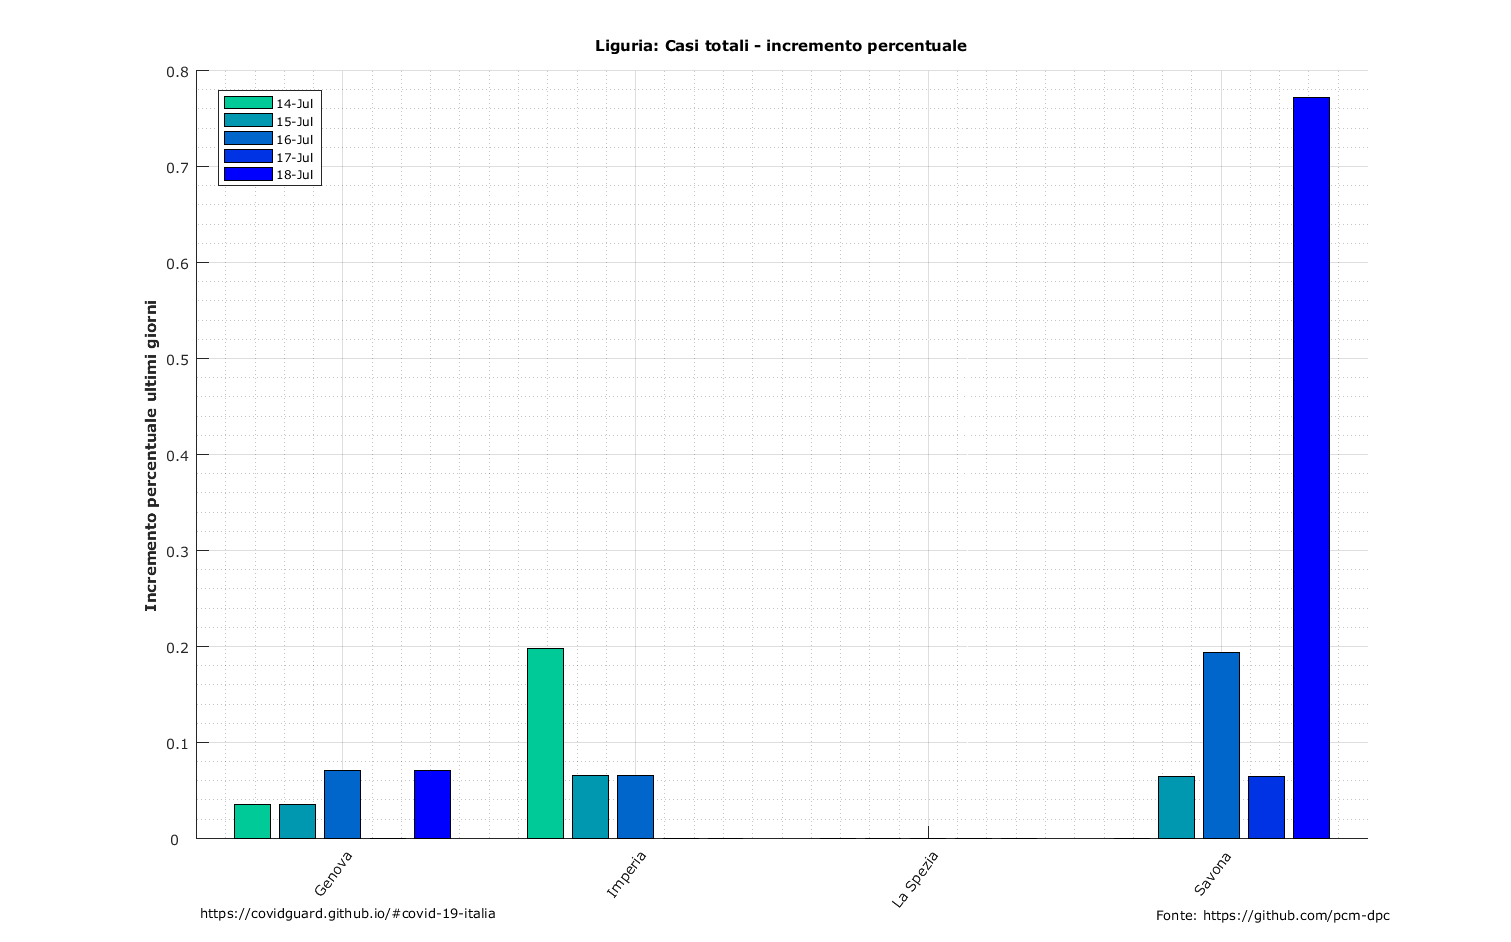 Liguria: Casi totali - incremento percentuale
14-Jul
15-Jul
16-Jul
17-Jul
18-Jul
Incremento percentuale ultimi giorni
0.8
0.7
0.6
0.5
0.4
0.3
0.2
0.1
0
Genova
Imperia
La Spezia
Savona
https://covidguard.github.io/#covid-19-italia
Fonte: https://github.com/pcm-dpc